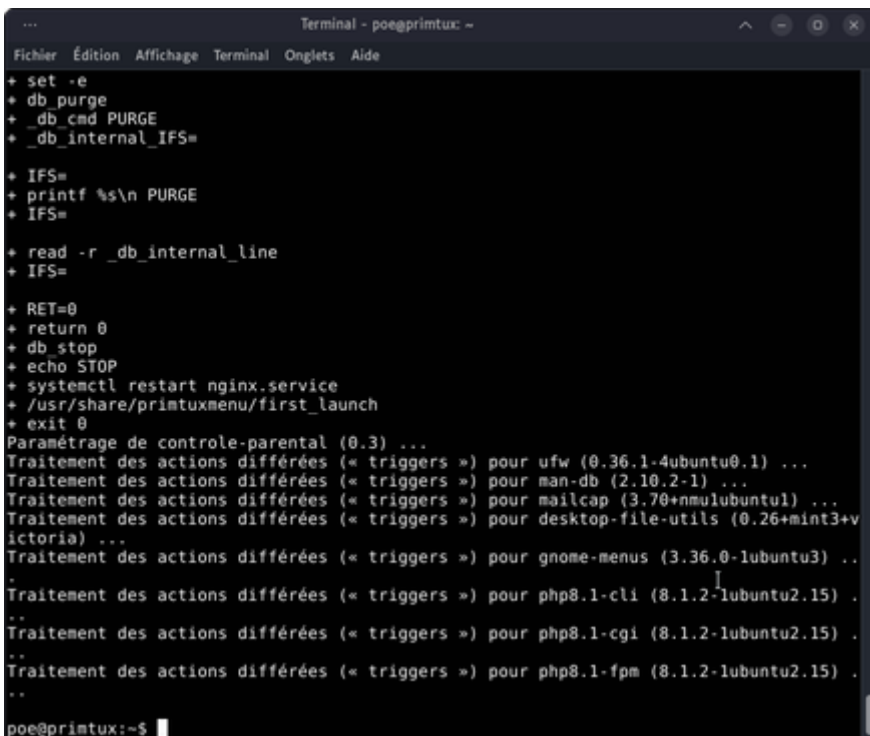 Terminal - poe@primtux: ~
Fichier Édition Affichage Terminal Onglets Aide
+ set -e
+ db_purge
+ _db_cmd PURGE
+ _db_internal_IFS=
+ IFS=
+ printf %s\n PURGE
+ IFS=
+ read -r _db_internal_line
+ IFS=
+ RET=0
+ return 0
+ db_stop
+ echo STOP
+ systemctl restart nginx.service
+ /usr/share/primtuxmenu/first_launch
+ exit 0
Paramétrage de controle-parental (0.3) ...
Traitement des actions différées (« triggers ») pour ufw (0.36.1-4ubuntu0.1) ...
Traitement des actions différées (« triggers ») pour man-db (2.10.2-1) ...
Traitement des actions différées (« triggers ») pour mailcap (3.70+nmu1ubuntu1) ...
Traitement des actions différées (« triggers ») pour desktop-file-utils (0.26+mint3+v
ictoria) ...
Traitement des actions différées (« triggers ») pour gnome-menus (3.36.0-1ubuntu3) ..
.
Traitement des actions différées (« triggers ») pour php8.1-cli (8.1.2-1ubuntu2.15) .
..
Traitement des actions différées (« triggers ») pour php8.1-cgi (8.1.2-1ubuntu2.15) .
..
Traitement des actions différées (« triggers ») pour php8.1-fpm (8.1.2-1ubuntu2.15) .
..
poe@primtux:~$